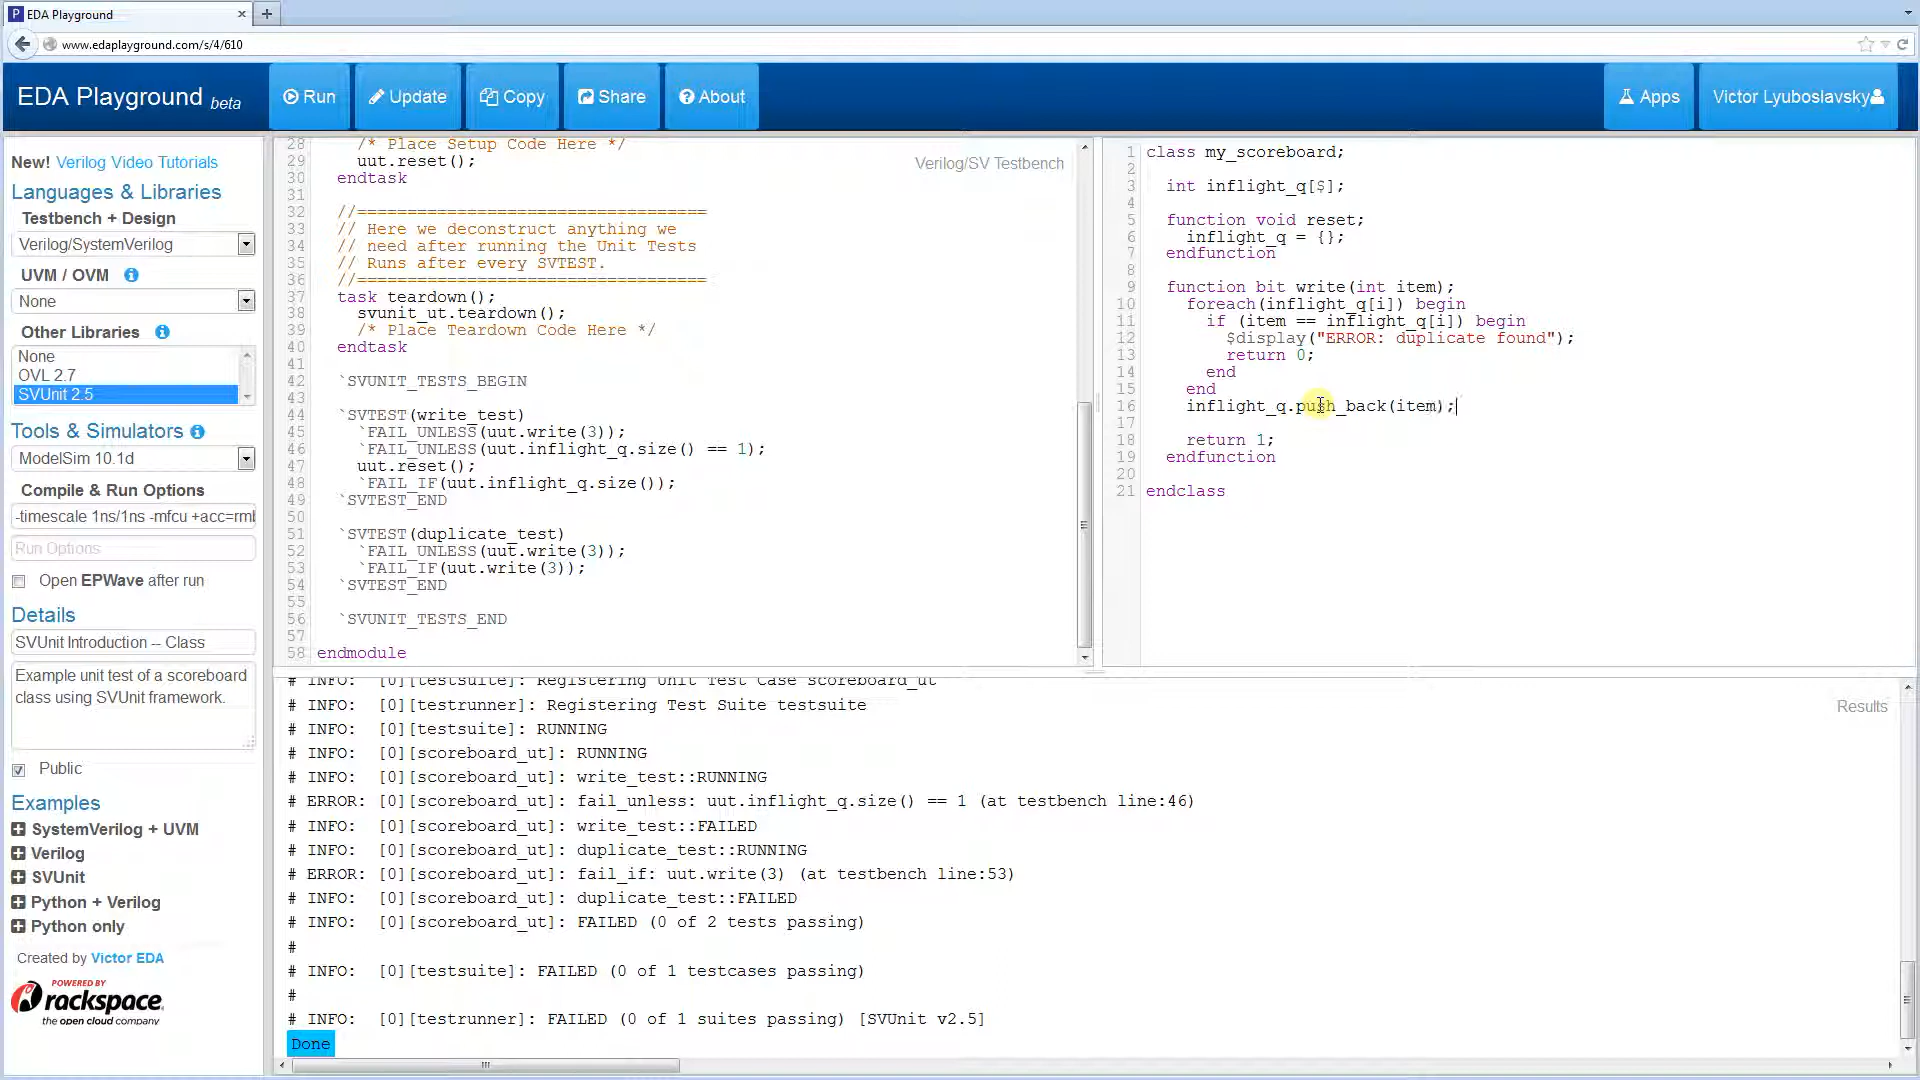 EDA Playground
www.edaplayground.com/s/4/610
EDA Playground beta
Run
Update
Copy
Share
About
Apps
Victor Lyuboslavsky
New! Verilog Video Tutorials
Languages & Libraries
Testbench + Design
Verilog/SystemVerilog
UVM / OVM
None
Other Libraries
None
OVL 2.7
SVUnit 2.5
Tools & Simulators
ModelSim 10.1d
Compile & Run Options
-timescale 1ns/1ns -mfcu +acc=rmb
Run Options
Open EPWave after run
Details
SVUnit Introduction -- Class
Example unit test of a scoreboard
class using SVUnit framework.
Public
Examples
SystemVerilog + UVM
Verilog
SVUnit
Python + Verilog
Python only
Created by Victor EDA
POWERED BY
rackspace
the open cloud company
Verilog/SV Testbench
28 /* Place Setup Code Here */
29 uut.reset();
30 endtask
31
32 //===================================
33 // Here we deconstruct anything we
34 // need after running the Unit Tests
35 // Runs after every SVTEST.
36 //===================================
37 task teardown();
38 svunit_ut.teardown();
39 /* Place Teardown Code Here */
40 endtask
41
42 `SVUNIT_TESTS_BEGIN
43
44 `SVTEST(write_test)
45 `FAIL_UNLESS(uut.write(3));
46 `FAIL_UNLESS(uut.inflight_q.size() == 1);
47 uut.reset();
48 `FAIL_IF(uut.inflight_q.size());
49 `SVTEST_END
50
51 `SVTEST(duplicate_test)
52 `FAIL_UNLESS(uut.write(3));
53 `FAIL_IF(uut.write(3));
54 `SVTEST_END
55
56 `SVUNIT_TESTS_END
57
58 endmodule
1 class my_scoreboard;
2
3 int inflight_q[$];
4
5 function void reset;
6 inflight_q = {};
7 endfunction
8
9 function bit write(int item);
10 foreach(inflight_q[i]) begin
11 if (item == inflight_q[i]) begin
12 $display("ERROR: duplicate found");
13 return 0;
14 end
15 end
16 inflight_q.push_back(item);
17
18 return 1;
19 endfunction
20
21 endclass
Results
# INFO: [0][testsuite]: Registering Unit Test Case scoreboard_ut
# INFO: [0][testrunner]: Registering Test Suite testsuite
# INFO: [0][testsuite]: RUNNING
# INFO: [0][scoreboard_ut]: RUNNING
# INFO: [0][scoreboard_ut]: write_test::RUNNING
# ERROR: [0][scoreboard_ut]: fail_unless: uut.inflight_q.size() == 1 (at testbench line:46)
# INFO: [0][scoreboard_ut]: write_test::FAILED
# INFO: [0][scoreboard_ut]: duplicate_test::RUNNING
# ERROR: [0][scoreboard_ut]: fail_if: uut.write(3) (at testbench line:53)
# INFO: [0][scoreboard_ut]: duplicate_test::FAILED
# INFO: [0][scoreboard_ut]: FAILED (0 of 2 tests passing)
#
# INFO: [0][testsuite]: FAILED (0 of 1 testcases passing)
#
# INFO: [0][testrunner]: FAILED (0 of 1 suites passing) [SVUnit v2.5]
Done